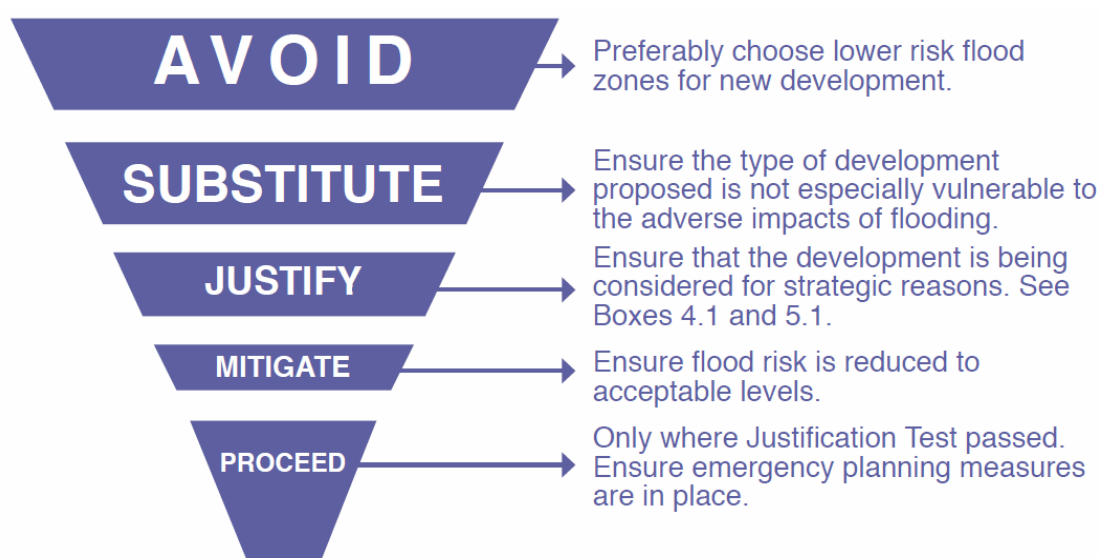 AVOID
Preferably choose lower risk flood
zones for new development.
SUBSTITUTE
Ensure the type of development
proposed is not especially vulnerable to
the adverse impacts of flooding.
JUSTIFY
Ensure that the development is being
considered for strategic reasons. See
Boxes 4.1 and 5.1.
MITIGATE
Ensure flood risk is reduced to
acceptable levels.
PROCEED
Only where Justification Test passed.
Ensure emergency planning measures
are in place.